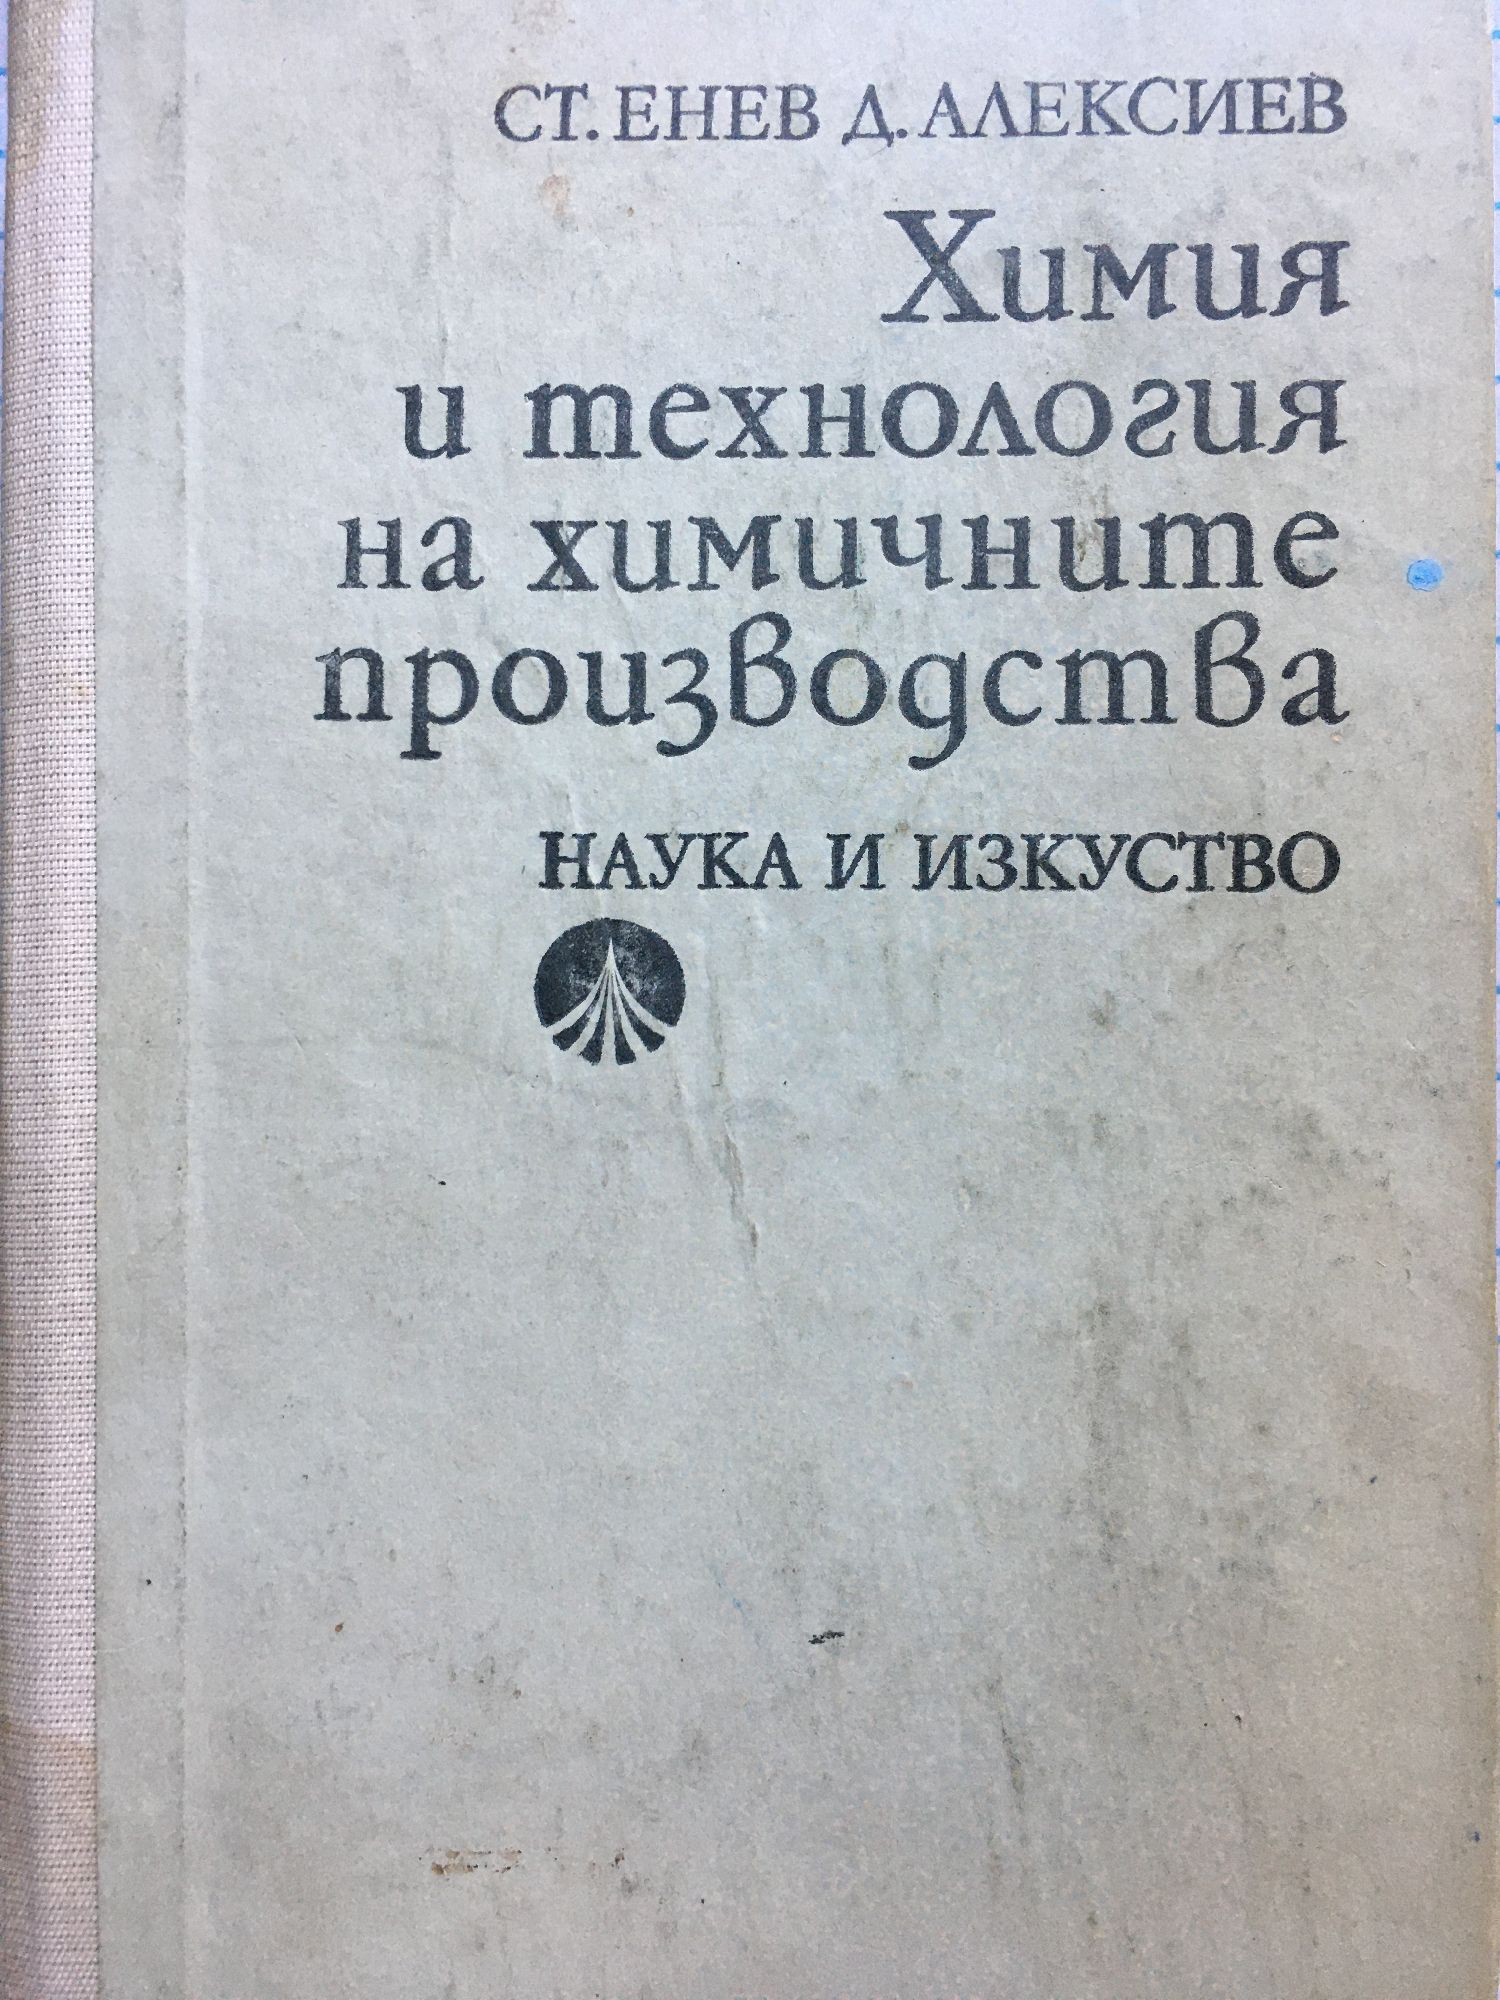 СТ. ЕНЕВ Д. АЛЕКСИЕВ
Химия
и технология
на химичните
производства
НАУКА И ИЗКУСТВО